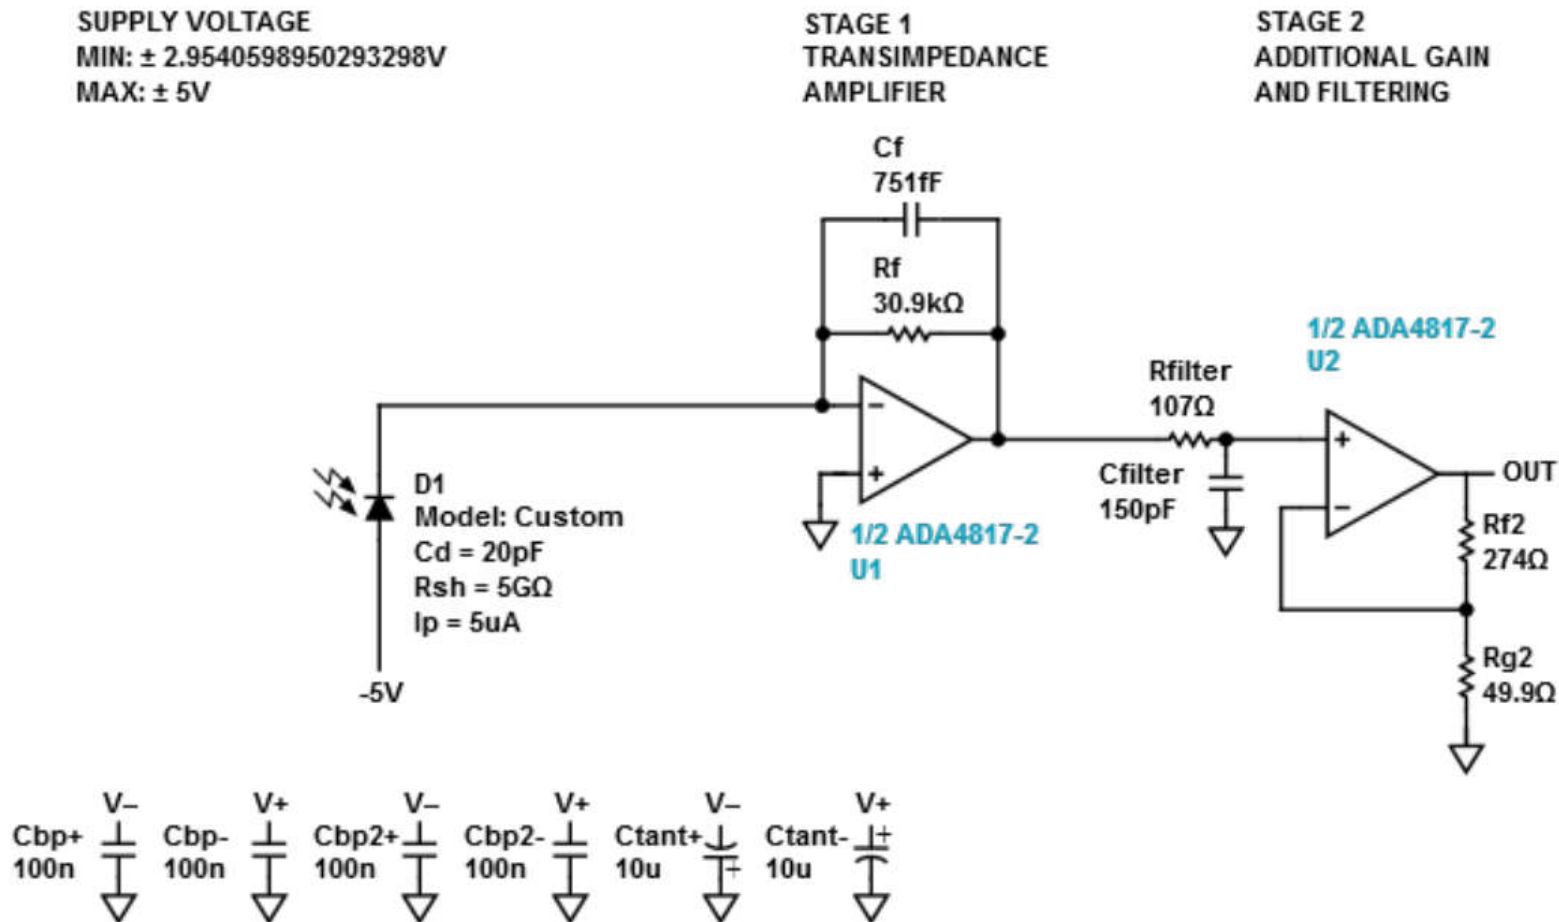 SUPPLY VOLTAGE
MIN: ± 2.9540598950293298V
MAX: ± 5V
STAGE 1
TRANSIMPEDANCE
AMPLIFIER
STAGE 2
ADDITIONAL GAIN
AND FILTERING
Cf
751fF
Rf
30.9kΩ
1/2 ADA4817-2
U2
Rfilter
107Ω
−
+
+
−
OUT
D1
Model: Custom
Cd = 20pF
Rsh = 5GΩ
Ip = 5uA
Cfilter
150pF
1/2 ADA4817-2
U1
Rf2
274Ω
Rg2
49.9Ω
-5V
V–
Cbp+
100n
V+
Cbp-
100n
V–
Cbp2+
100n
V+
Cbp2-
100n
V–
Ctant+
10u
+
V+
Ctant-
10u
+